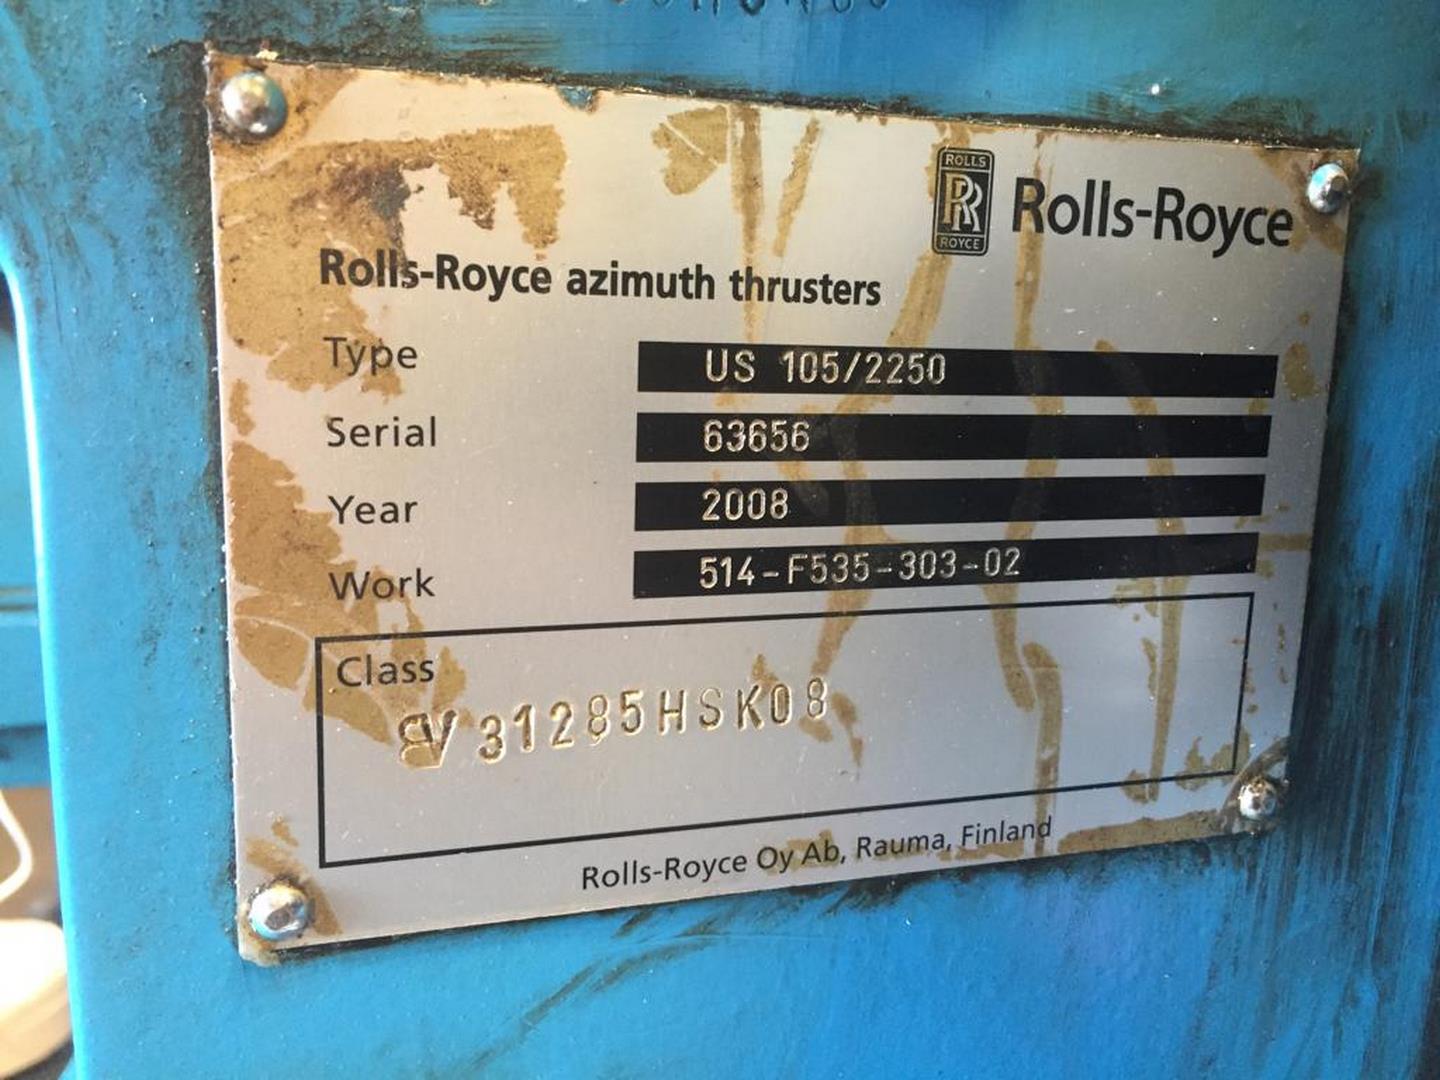 ROLLS
RR
ROYCE
Rolls-Royce
Rolls-Royce azimuth thrusters
Type US 105/2250
Serial 63656
Year 2008
Work 514-F535-303-02
Class
BV 31285HSK08
Rolls-Royce Oy Ab, Rauma, Finland